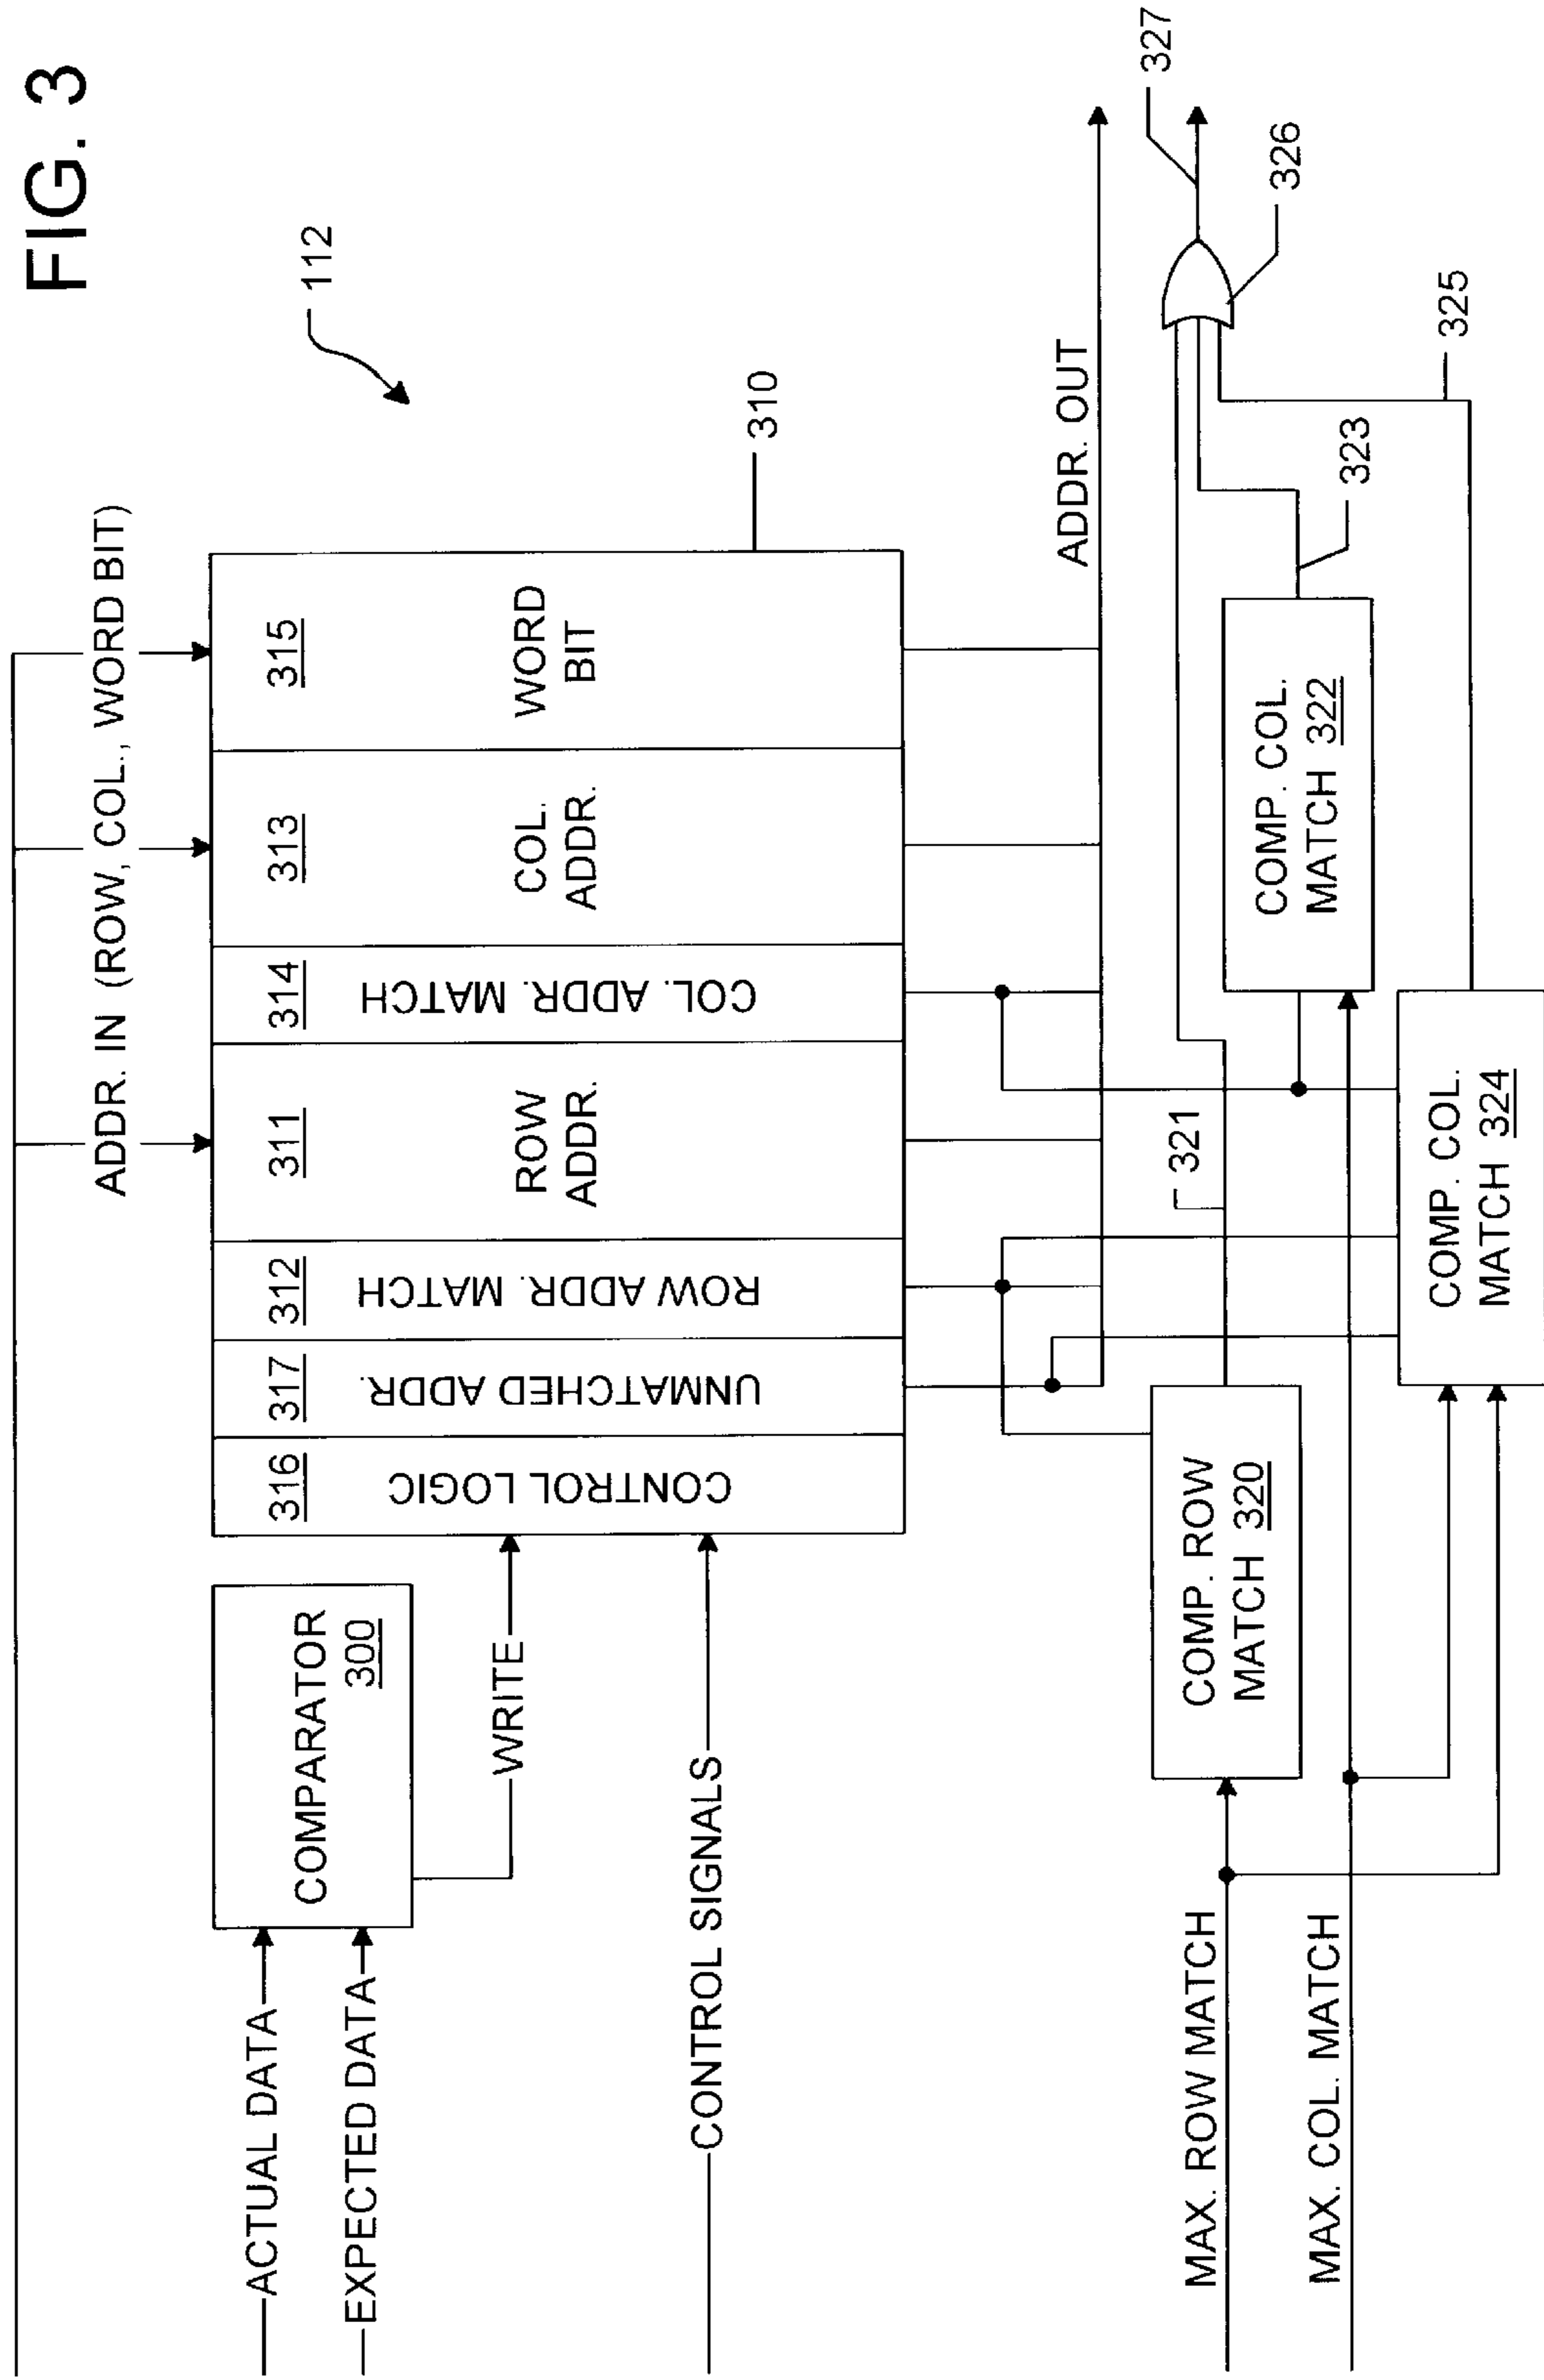 FIG. 3
112
ADDR. IN (ROW, COL., WORD BIT)
ACTUAL DATA
EXPECTED DATA
COMPARATOR
300
WRITE
CONTROL SIGNALS
316
CONTROL LOGIC
317
UNMATCHED ADDR.
312
ROW ADDR. MATCH
311
ROW
ADDR.
314
COL. ADDR. MATCH
313
COL.
ADDR.
315
WORD
BIT
310
ADDR. OUT
MAX. ROW MATCH
MAX. COL. MATCH
COMP. ROW
MATCH 320
321
COMP. COL.
MATCH 322
323
COMP. COL.
MATCH 324
325
326
327